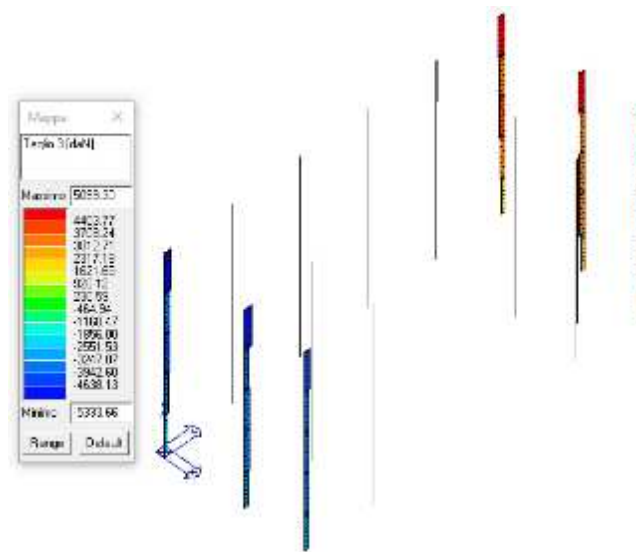 Mappa
Taglio 3 [daN]
Massimo 5099.30
4403.77
3708.24
3012.71
2317.18
1621.65
926.12
230.59
-464.94
-1160.47
-1856.00
-2551.53
-3247.07
-3942.60
-4638.13
Minimo -5333.66
Range Default